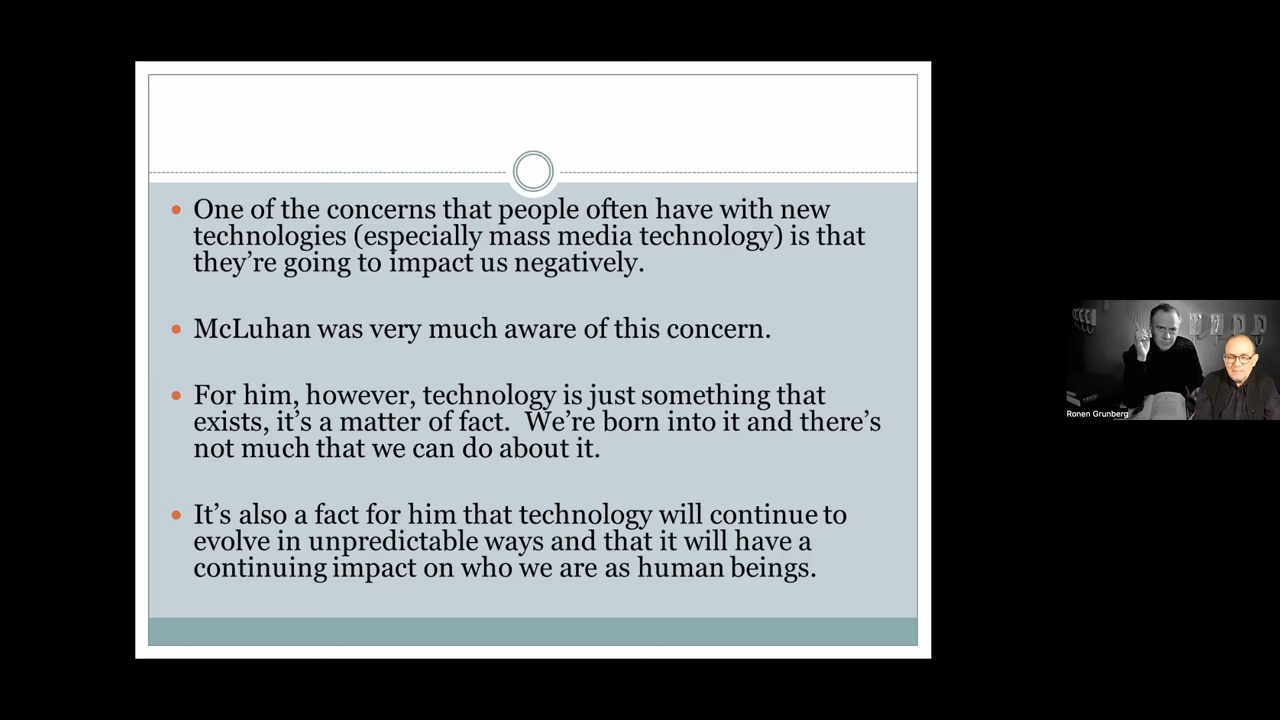 One of the concerns that people often have with new
technologies (especially mass media technology) is that
they're going to impact us negatively.
McLuhan was very much aware of this concern.
For him, however, technology is just something that
exists, it's a matter of fact.  We're born into it and there's
not much that we can do about it.
It's also a fact for him that technology will continue to
evolve in unpredictable ways and that it will have a
continuing impact on who we are as human beings.
Ronen Grunberg